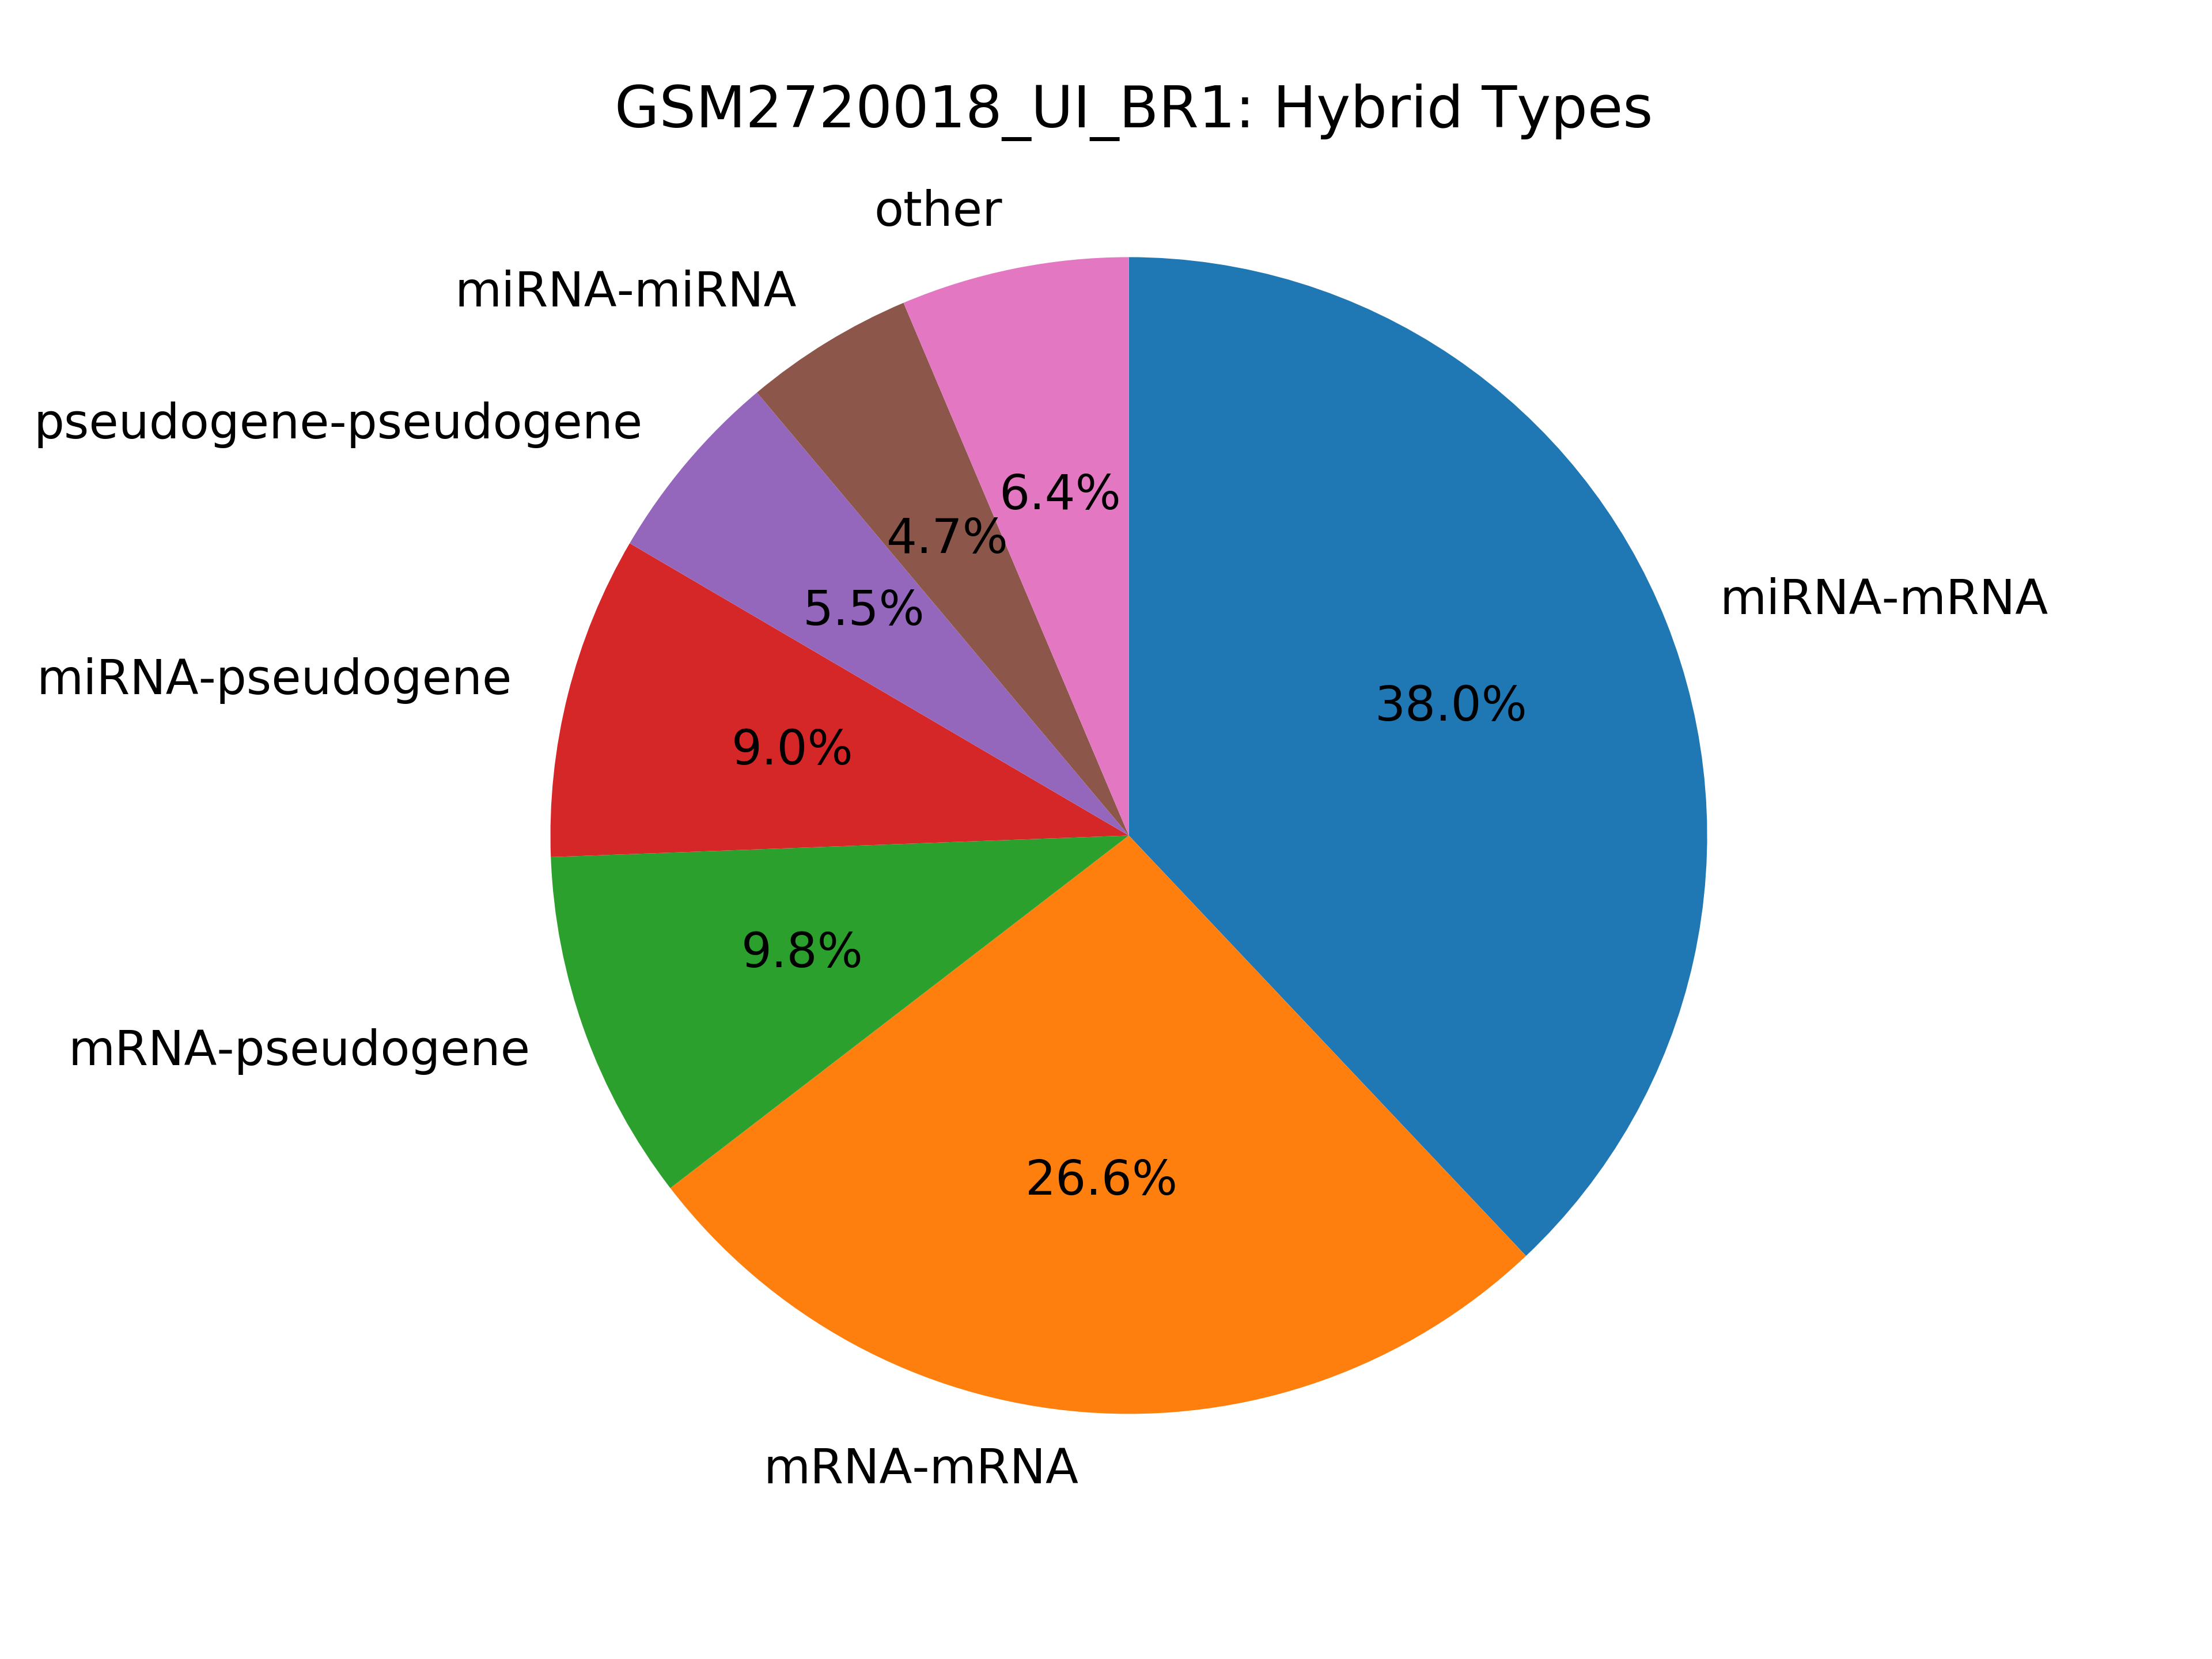 GSM2720018_UI_BR1: Hybrid Types
other
miRNA-miRNA
pseudogene-pseudogene
6.4%
4.7%
miRNA-mRNA
5.5%
miRNA-pseudogene
38.0%
9.0%
9.8%
mRNA-pseudogene
26.6%
mRNA-mRNA